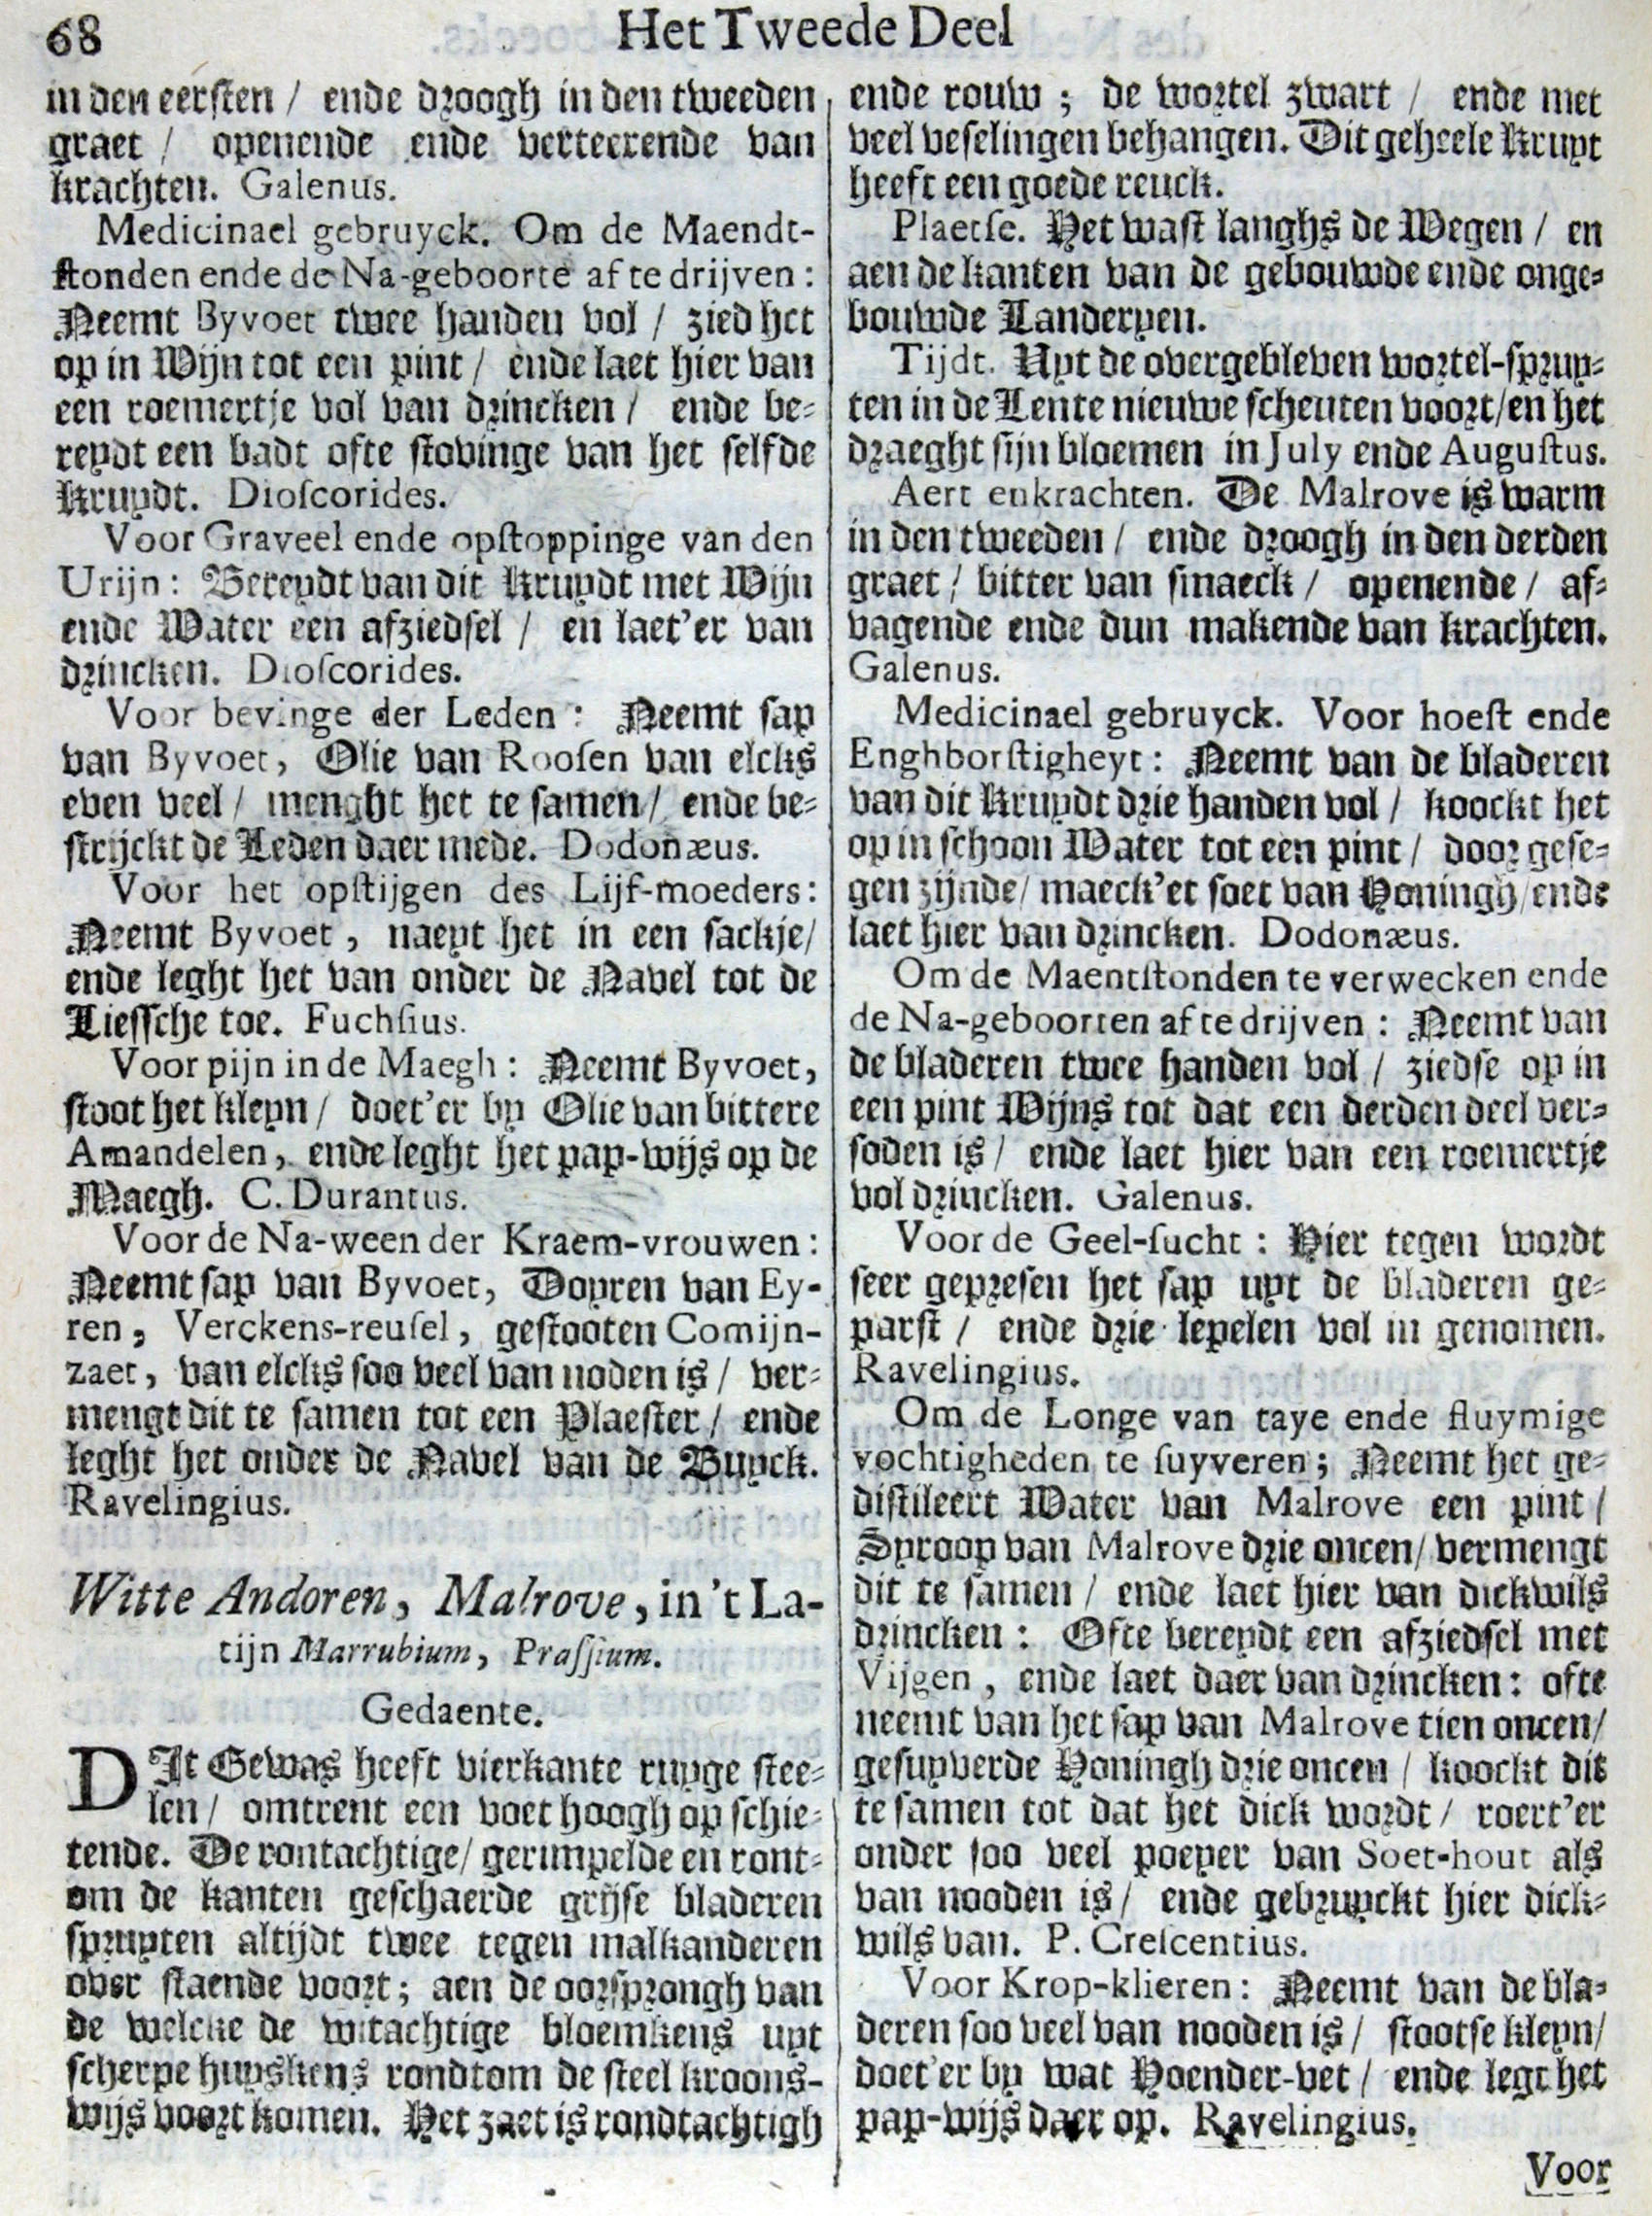 68
Het Tweede Deel
in den eersten / ende droogh in den tweeden
graet / openende ende verteerende van
krachten. Galenus.
Medicinael gebruyck. Om de Maendt-
stonden ende de Na-geboorte af te drijven :
Neemt Byvoet twee handen vol / zied het
op in Wijn tot een pint / ende laet hier van
een roemertje vol van drincken / ende be-
reydt een badt ofte stovinge van het selfde
Kruydt. Dioscorides.
Voor Graveel ende opstoppinge van den
Urijn : Bereydt van dit Kruydt met Wijn
ende Water een afziedsel / en laet'er van
drincken. Dioscorides.
Voor bevinge der Leden : Neemt sap
van Byvoet, Olie van Roosen van elcks
even veel / menght het te samen / ende be-
strijckt de Leden daer mede. Dodonæus.
Voor het opstijgen des Lijf-moeders :
Neemt Byvoet, naeyt het in een sackje /
ende leght het van onder de Navel tot de
Liessche toe. Fuchsius.
Voor pijn in de Maegh : Neemt Byvoet,
stoot het kleyn / doet'er by Olie van bittere
Amandelen, ende leght het pap-wijs op de
Maegh. C. Durantus.
Voor de Na-ween der Kraem-vrouwen :
Neemt sap van Byvoet, Doyren van Ey-
ren, Verckens-reusel, gestooten Comijn-
zaet, van elcks soo veel van noden is / ver-
mengt dit te samen tot een Plaester / ende
leght het onder de Navel van de Buyck.
Ravelingius.
Witte Andoren, Malrove, in 't La-
tijn Marrubium, Prassium.
Gedaente.
DIt Gewas heeft vierkante ruyge stee-
len / omtrent een voet hoogh op schie-
tende. De rontachtige / gerimpelde en ront-
om de kanten geschaerde grijse bladeren
spruyten altijdt twee tegen malkanderen
over staende voort ; aen de oorsprongh van
de welcke de witachtige bloemkens uyt
scherpe huyskens rondtom de steel kroons-
wijs voort komen. Het zaet is rondtachtigh
ende rouw ; de wortel zwart / ende met
veel veselingen behangen. Dit geheele Kruyt
heeft een goede reuck.
Plaetse. Het wast langhs de Wegen / en
aen de kanten van de gebouwde ende onge-
bouwde Landeryen.
Tijdt. Uyt de overgebleven wortel-spruy-
ten in de Lente nieuwe scheuten voort / en het
draeght sijn bloemen in July ende Augustus.
Aert en krachten. De Malrove is warm
in den tweeden / ende droogh in den derden
graet / bitter van smaeck / openende / af-
vagende ende dun makende van krachten.
Galenus.
Medicinael gebruyck. Voor hoest ende
Enghborstigheyt : Neemt van de bladeren
van dit Kruydt drie handen vol / koockt het
op in schoon Water tot een pint / door gese-
gen zijnde / maeck'et soet van Honingh / ende
laet hier van drincken. Dodonæus.
Om de Maentstonden te verwecken ende
de Na-geboorten af te drijven : Neemt van
de bladeren twee handen vol / ziedse op in
een pint Wijns tot dat een derden deel ver-
soden is / ende laet hier van een roemertje
vol drincken. Galenus.
Voor de Geel-sucht : Hier tegen wordt
seer gepresen het sap uyt de bladeren ge-
parst / ende drie lepelen vol in genomen.
Ravelingius.
Om de Longe van taye ende fluymige
vochtigheden te suyveren ; Neemt het ge-
distileert Water van Malrove een pint /
Syroop van Malrove drie oncen / vermengt
dit te samen / ende laet hier van dickwils
drincken : Ofte bereydt een afziedsel met
Vijgen, ende laet daer van drincken : ofte
neemt van het sap van Malrove tien oncen /
gesuyverde Honingh drie oncen / koockt dit
te samen tot dat het dick wordt / roert'er
onder soo veel poeyer van Soet-hout als
van nooden is / ende gebruyckt hier dick-
wils van. P. Crescentius.
Voor Krop-klieren : Neemt van de bla-
deren soo veel van nooden is / stootse kleyn /
doet'er by wat Hoender-vet / ende legt het
pap-wijs daer op. Ravelingius.
Voor